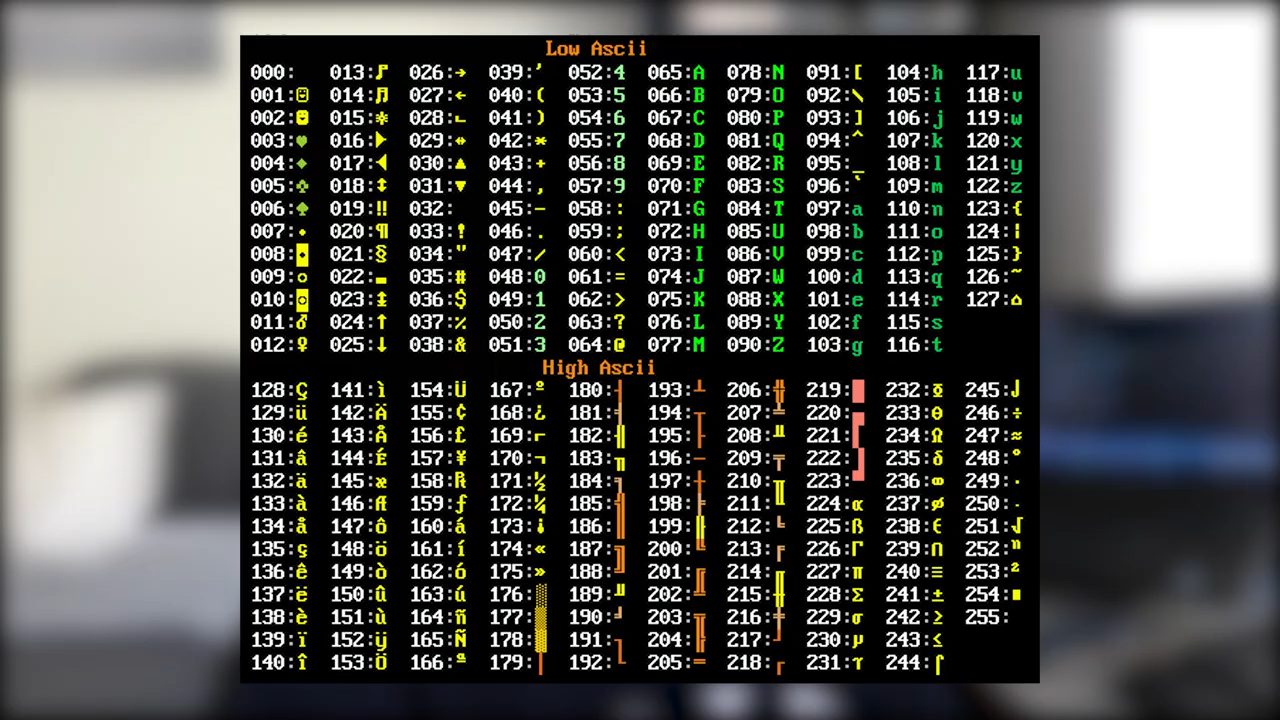 Low Ascii
000: 013:♪ 026:→ 039:' 052:4 065:A 078:N 091:[ 104:h 117:u
001:☺ 014:♫ 027:← 040:( 053:5 066:B 079:O 092:\ 105:i 118:v
002:☻ 015:☼ 028:∟ 041:) 054:6 067:C 080:P 093:] 106:j 119:w
003:♥ 016:► 029:↔ 042:* 055:7 068:D 081:Q 094:^ 107:k 120:x
004:♦ 017:◄ 030:▲ 043:+ 056:8 069:E 082:R 095:_ 108:l 121:y
005:♣ 018:↕ 031:▼ 044:, 057:9 070:F 083:S 096:` 109:m 122:z
006:♠ 019:‼ 032: 045:- 058:: 071:G 084:T 097:a 110:n 123:{
007:• 020:¶ 033:! 046:. 059:; 072:H 085:U 098:b 111:o 124:¦
008:◘ 021:§ 034:" 047:/ 060:< 073:I 086:V 099:c 112:p 125:}
009:○ 022:▬ 035:# 048:0 061:= 074:J 087:W 100:d 113:q 126:~
010:◙ 023:↨ 036:$ 049:1 062:> 075:K 088:X 101:e 114:r 127:⌂
011:♂ 024:↑ 037:% 050:2 063:? 076:L 089:Y 102:f 115:s
012:♀ 025:↓ 038:& 051:3 064:@ 077:M 090:Z 103:g 116:t
High Ascii
128:Ç 141:ì 154:Ü 167:º 180:┤ 193:┴ 206:╬ 219:█ 232:Φ 245:⌡
129:ü 142:Ä 155:¢ 168:¿ 181:╡ 194:┬ 207:╧ 220:▄ 233:Θ 246:÷
130:é 143:Å 156:£ 169:⌐ 182:╢ 195:├ 208:╨ 221:▌ 234:Ω 247:≈
131:â 144:É 157:¥ 170:¬ 183:╖ 196:─ 209:╤ 222:▐ 235:δ 248:°
132:ä 145:æ 158:₧ 171:½ 184:╕ 197:┼ 210:╥ 223:▀ 236:∞ 249:∙
133:à 146:Æ 159:ƒ 172:¼ 185:╣ 198:╞ 211:╙ 224:α 237:φ 250:·
134:å 147:ô 160:á 173:¡ 186:║ 199:╟ 212:╘ 225:ß 238:ε 251:√
135:ç 148:ö 161:í 174:« 187:╗ 200:╚ 213:╒ 226:Γ 239:∩ 252:ⁿ
136:ê 149:ò 162:ó 175:» 188:╝ 201:╔ 214:╓ 227:π 240:≡ 253:²
137:ë 150:û 163:ú 176:░ 189:╜ 202:╩ 215:╫ 228:Σ 241:± 254:■
138:è 151:ù 164:ñ 177:▒ 190:╛ 203:╦ 216:╪ 229:σ 242:≥ 255:
139:ï 152:ÿ 165:Ñ 178:▓ 191:┐ 204:╠ 217:┘ 230:µ 243:≤
140:î 153:Ö 166:ª 179:│ 192:└ 205:═ 218:┌ 231:τ 244:⌠